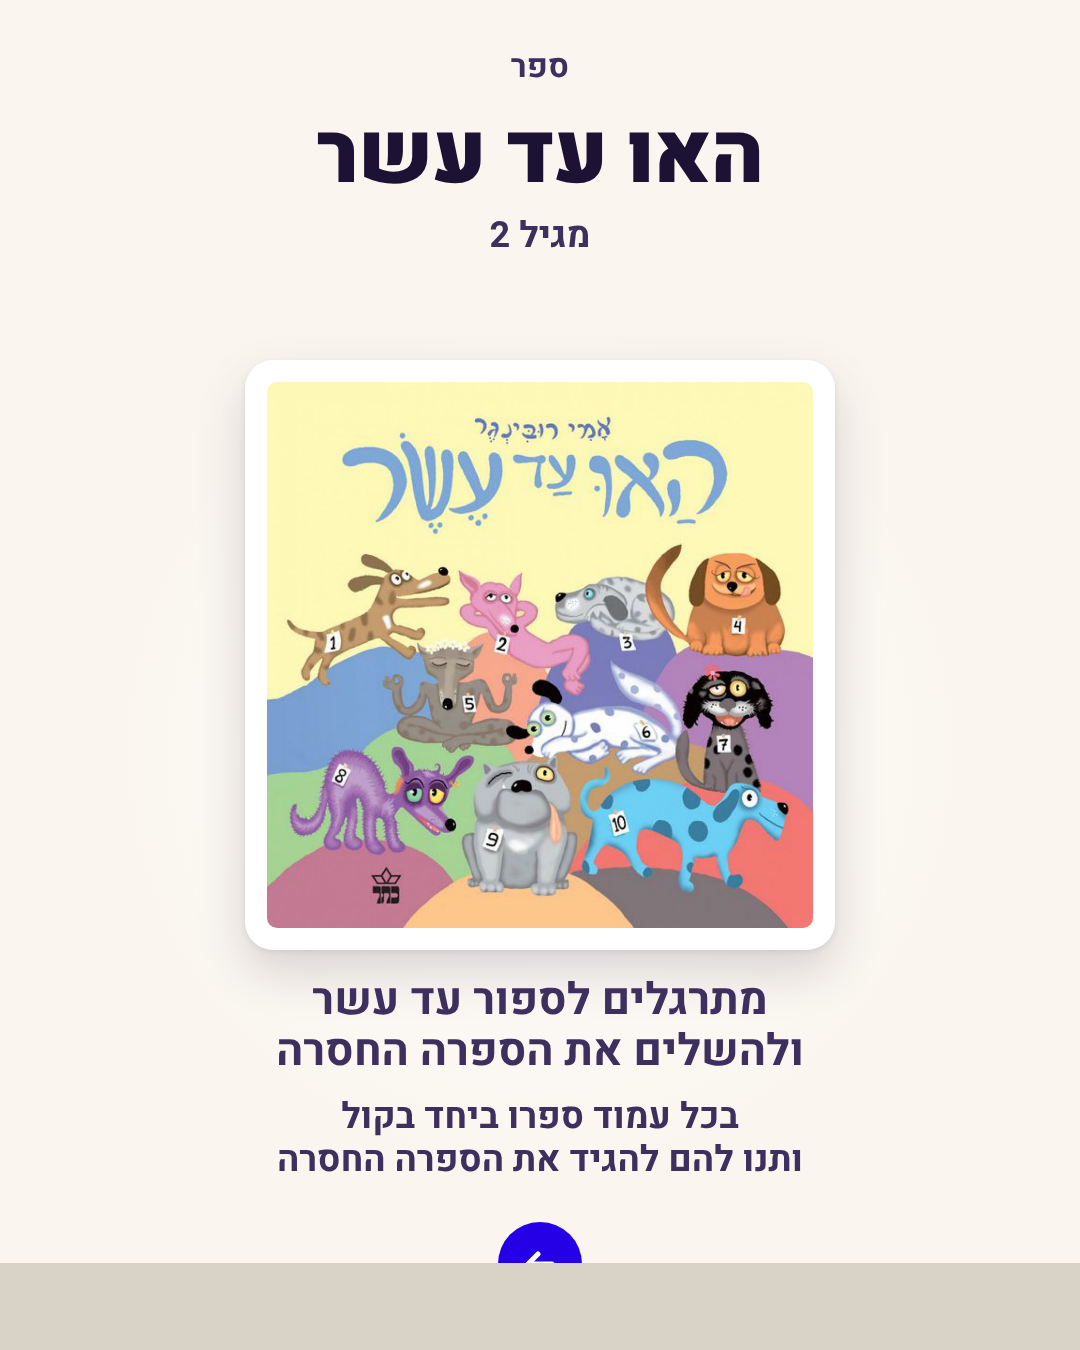 ספר
האו עד עשר
מגיל 2
אָמִי רוּבִּינְגֶר
הַאוּ עַד עֶשֶׂר
1
2
3
4
5
6
7
8
9
10
כתר
מתרגלים לספור עד עשר
ולהשלים את הספרה החסרה
בכל עמוד ספרו ביחד בקול
ותנו להם להגיד את הספרה החסרה